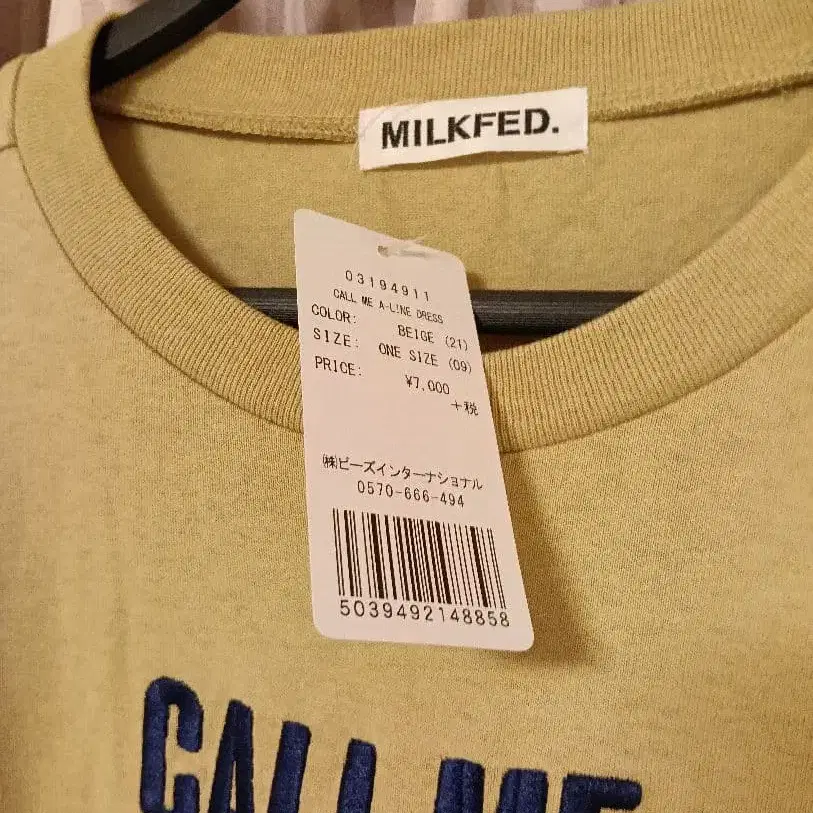 MILKFED.
03194911
CALL ME A-LINE DRESS
COLOR: BEIGE (21)
SIZE: ONE SIZE (09)
PRICE: ¥7,000
+税
㈱ビーズインターナショナル
0570-666-494
5039492148858
CALL ME